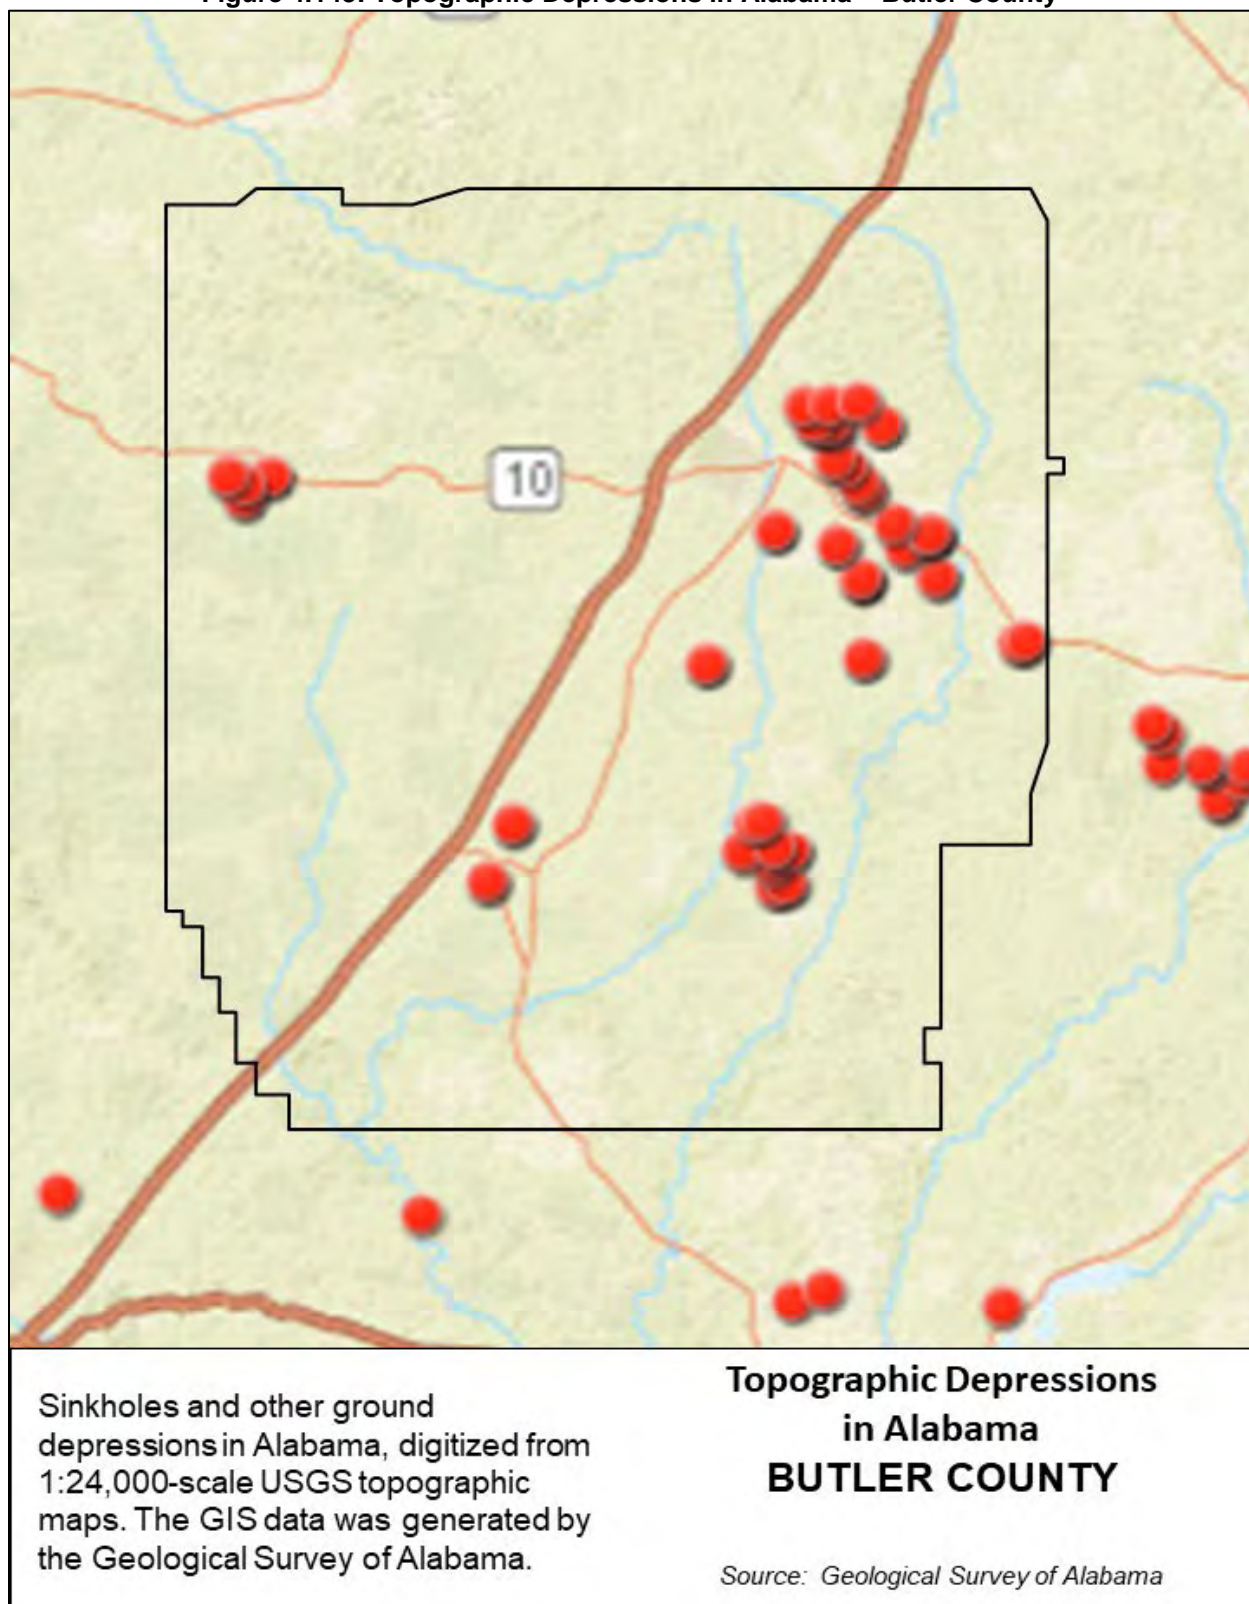 10
Sinkholes and other ground
depressions in Alabama, digitized from
1:24,000-scale USGS topographic
maps. The GIS data was generated by
the Geological Survey of Alabama.
Topographic Depressions
in Alabama
BUTLER COUNTY
Source: Geological Survey of Alabama